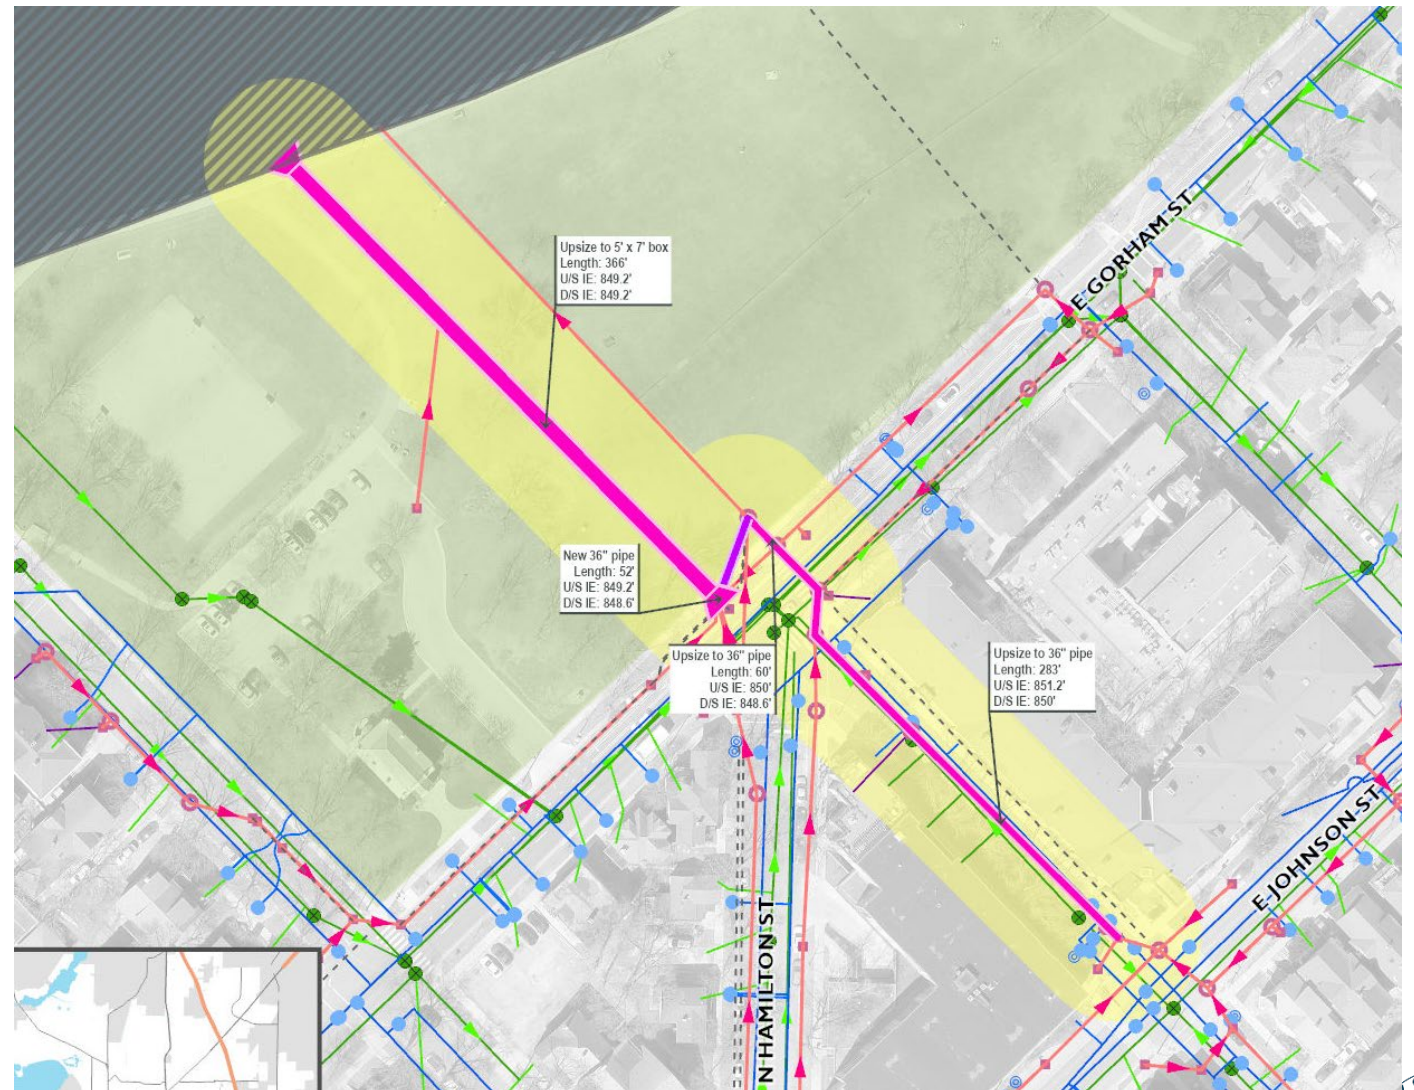 Upsize to 5' x 7' box
Length: 366'
U/S IE: 849.2'
D/S IE: 849.2'
E GORHAM ST
New 36" pipe
Length: 52'
U/S IE: 849.2'
D/S IE: 848.6'
Upsize to 36" pipe
Length: 60'
U/S IE: 850'
D/S IE: 848.6'
Upsize to 36" pipe
Length: 283'
U/S IE: 851.2'
D/S IE: 850'
E JOHNSON ST
N HAMILTON ST